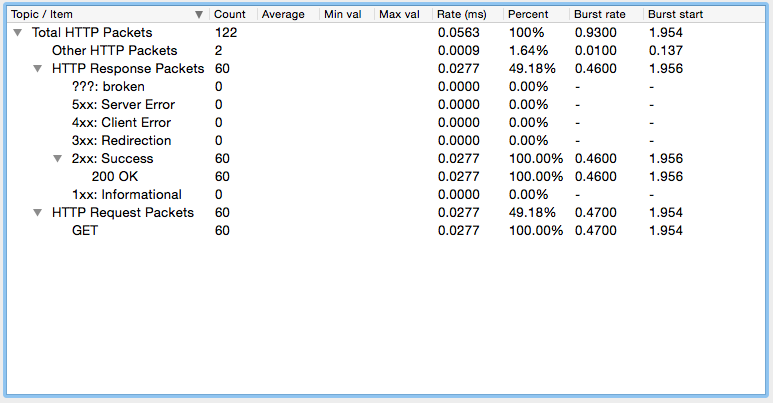 Topic / Item Count Average Min val Max val Rate (ms) Percent Burst rate Burst start
Total HTTP Packets 122 0.0563 100% 0.9300 1.954
Other HTTP Packets 2 0.0009 1.64% 0.0100 0.137
HTTP Response Packets 60 0.0277 49.18% 0.4600 1.956
???: broken 0 0.0000 0.00% - -
5xx: Server Error 0 0.0000 0.00% - -
4xx: Client Error 0 0.0000 0.00% - -
3xx: Redirection 0 0.0000 0.00% - -
2xx: Success 60 0.0277 100.00% 0.4600 1.956
200 OK 60 0.0277 100.00% 0.4600 1.956
1xx: Informational 0 0.0000 0.00% - -
HTTP Request Packets 60 0.0277 49.18% 0.4700 1.954
GET 60 0.0277 100.00% 0.4700 1.954